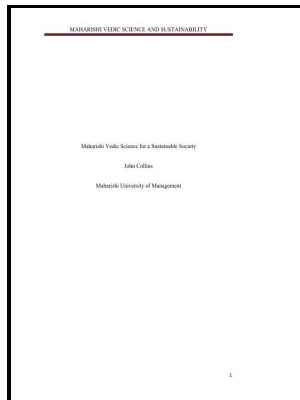 MAHARISHI VEDIC SCIENCE AND SUSTAINABILITY
Maharishi Vedic Science for a Sustainable Society
John Collins
Maharishi University of Management
1